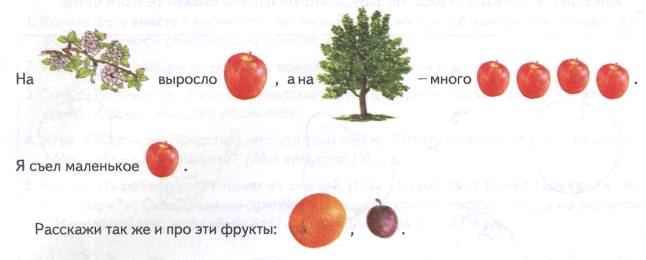 На выросло , а на – много .
Я съел маленькое .
Расскажи так же и про эти фрукты: , .